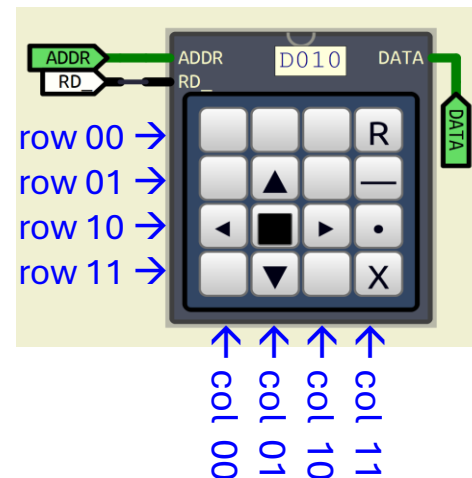 ADDR
RD_
ADDR
RD_
D010
DATA
DATA
row 00 → R
row 01 → ▲ —
row 10 → ◄ ■ ► •
row 11 → ▼ X
→ col 00
→ col 01
→ col 10
→ col 11